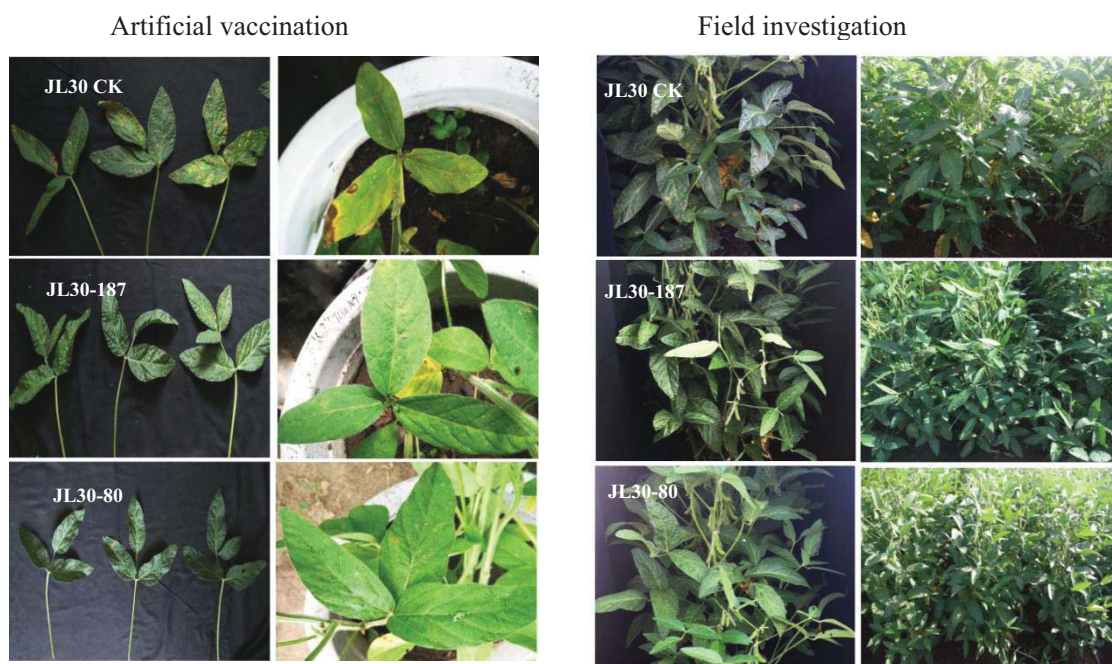 Artificial vaccination
Field investigation
JL30 CK
JL30 CK
JL30-187
JL30-187
JL30-80
JL30-80